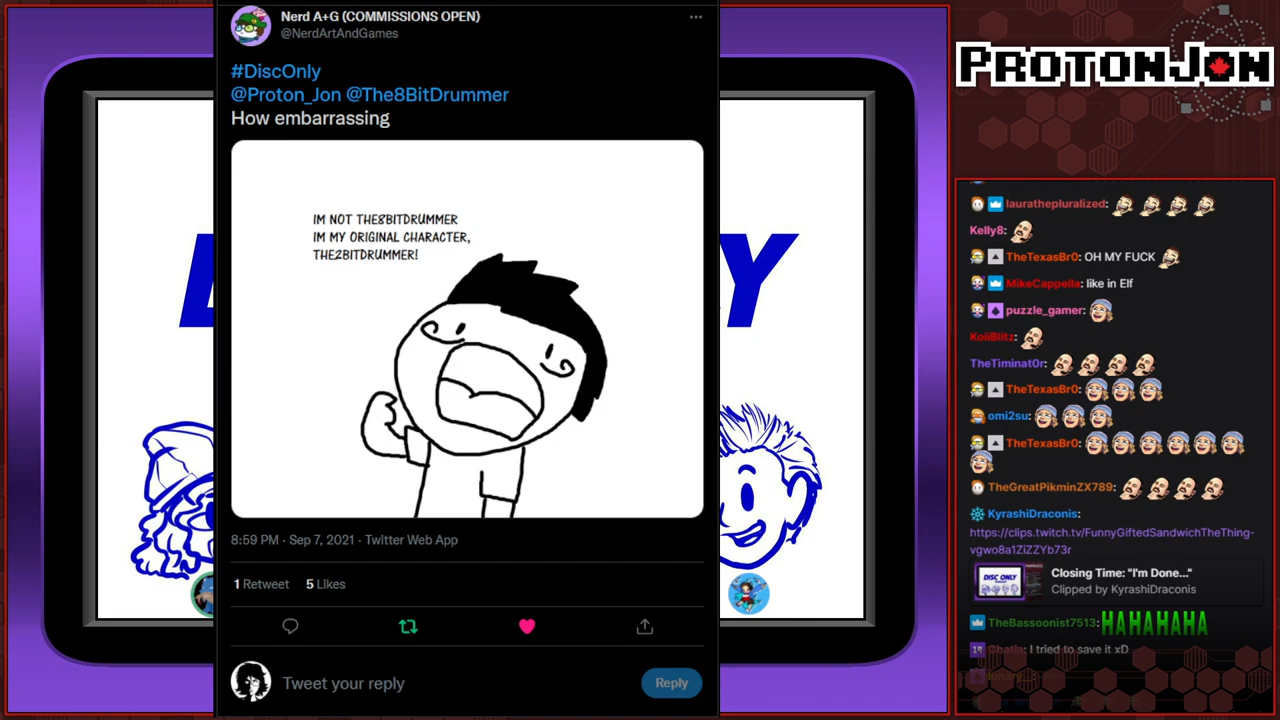 Nerd A+G (COMMISSIONS OPEN)
@NerdArtAndGames
#DiscOnly
@Proton_Jon @The8BitDrummer
How embarrassing
IM NOT THE8BITDRUMMER
IM MY ORIGINAL CHARACTER,
THE2BITDRUMMER!
8:59 PM · Sep 7, 2021 · Twitter Web App
1 Retweet 5 Likes
Tweet your reply
Reply
D
Y
PROTONJON
laurathepluralized:
Kelly8:
TheTexasBr0: OH MY FUCK
MikeCappella: like in Elf
puzzle_gamer:
KoiiBlitz
TheTiminat0r:
TheTexasBr0:
omi2su:
TheTexasBr0:
TheGreatPikminZX789:
KyrashiDraconis:
https://clips.twitch.tv/FunnyGiftedSandwichTheThing-
vgwo8a1ZiZZYb73r
DISC ONLY
Closing Time: "I'm Done..."
Clipped by KyrashiDraconis
TheBassoonist7513: HAHAHAHA
I tried to save it xD